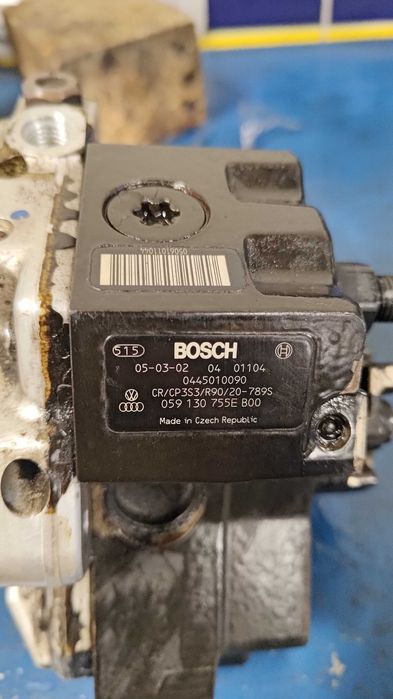 515 BOSCH
05-03-02 04 01104
0445010090
CR/CP3S3/R90/20-789S
059 130 755E B00
Made in Czech Republic